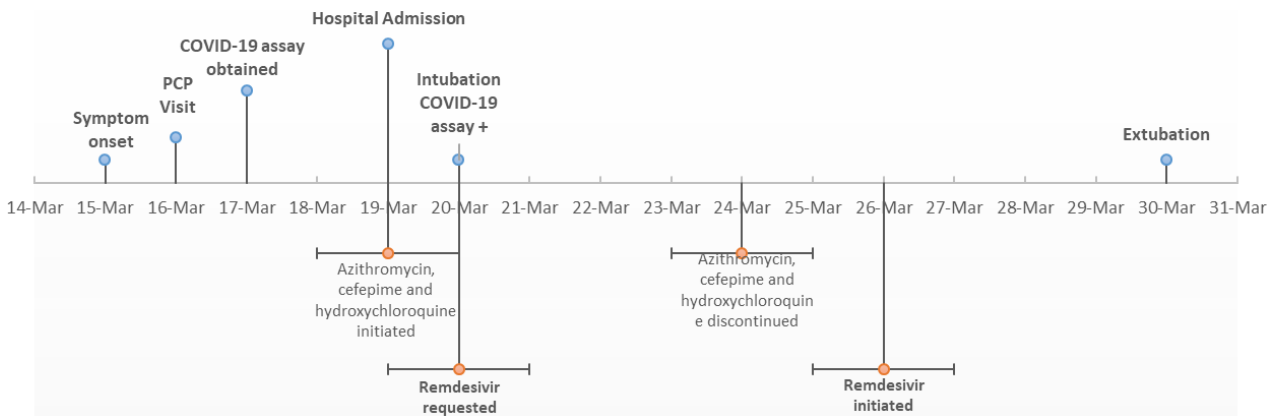 Hospital Admission
COVID-19 assay
obtained
PCP
Visit
Symptom
onset
Intubation
COVID-19
assay +
Extubation
14-Mar 15-Mar 16-Mar 17-Mar 18-Mar 19-Mar 20-Mar 21-Mar 22-Mar 23-Mar 24-Mar 25-Mar 26-Mar 27-Mar 28-Mar 29-Mar 30-Mar 31-Mar
Azithromycin,
cefepime and
hydroxychloroquine
initiated
Azithromycin,
cefepime and
hydroxychloroquin
e discontinued
Remdesivir
requested
Remdesivir
initiated